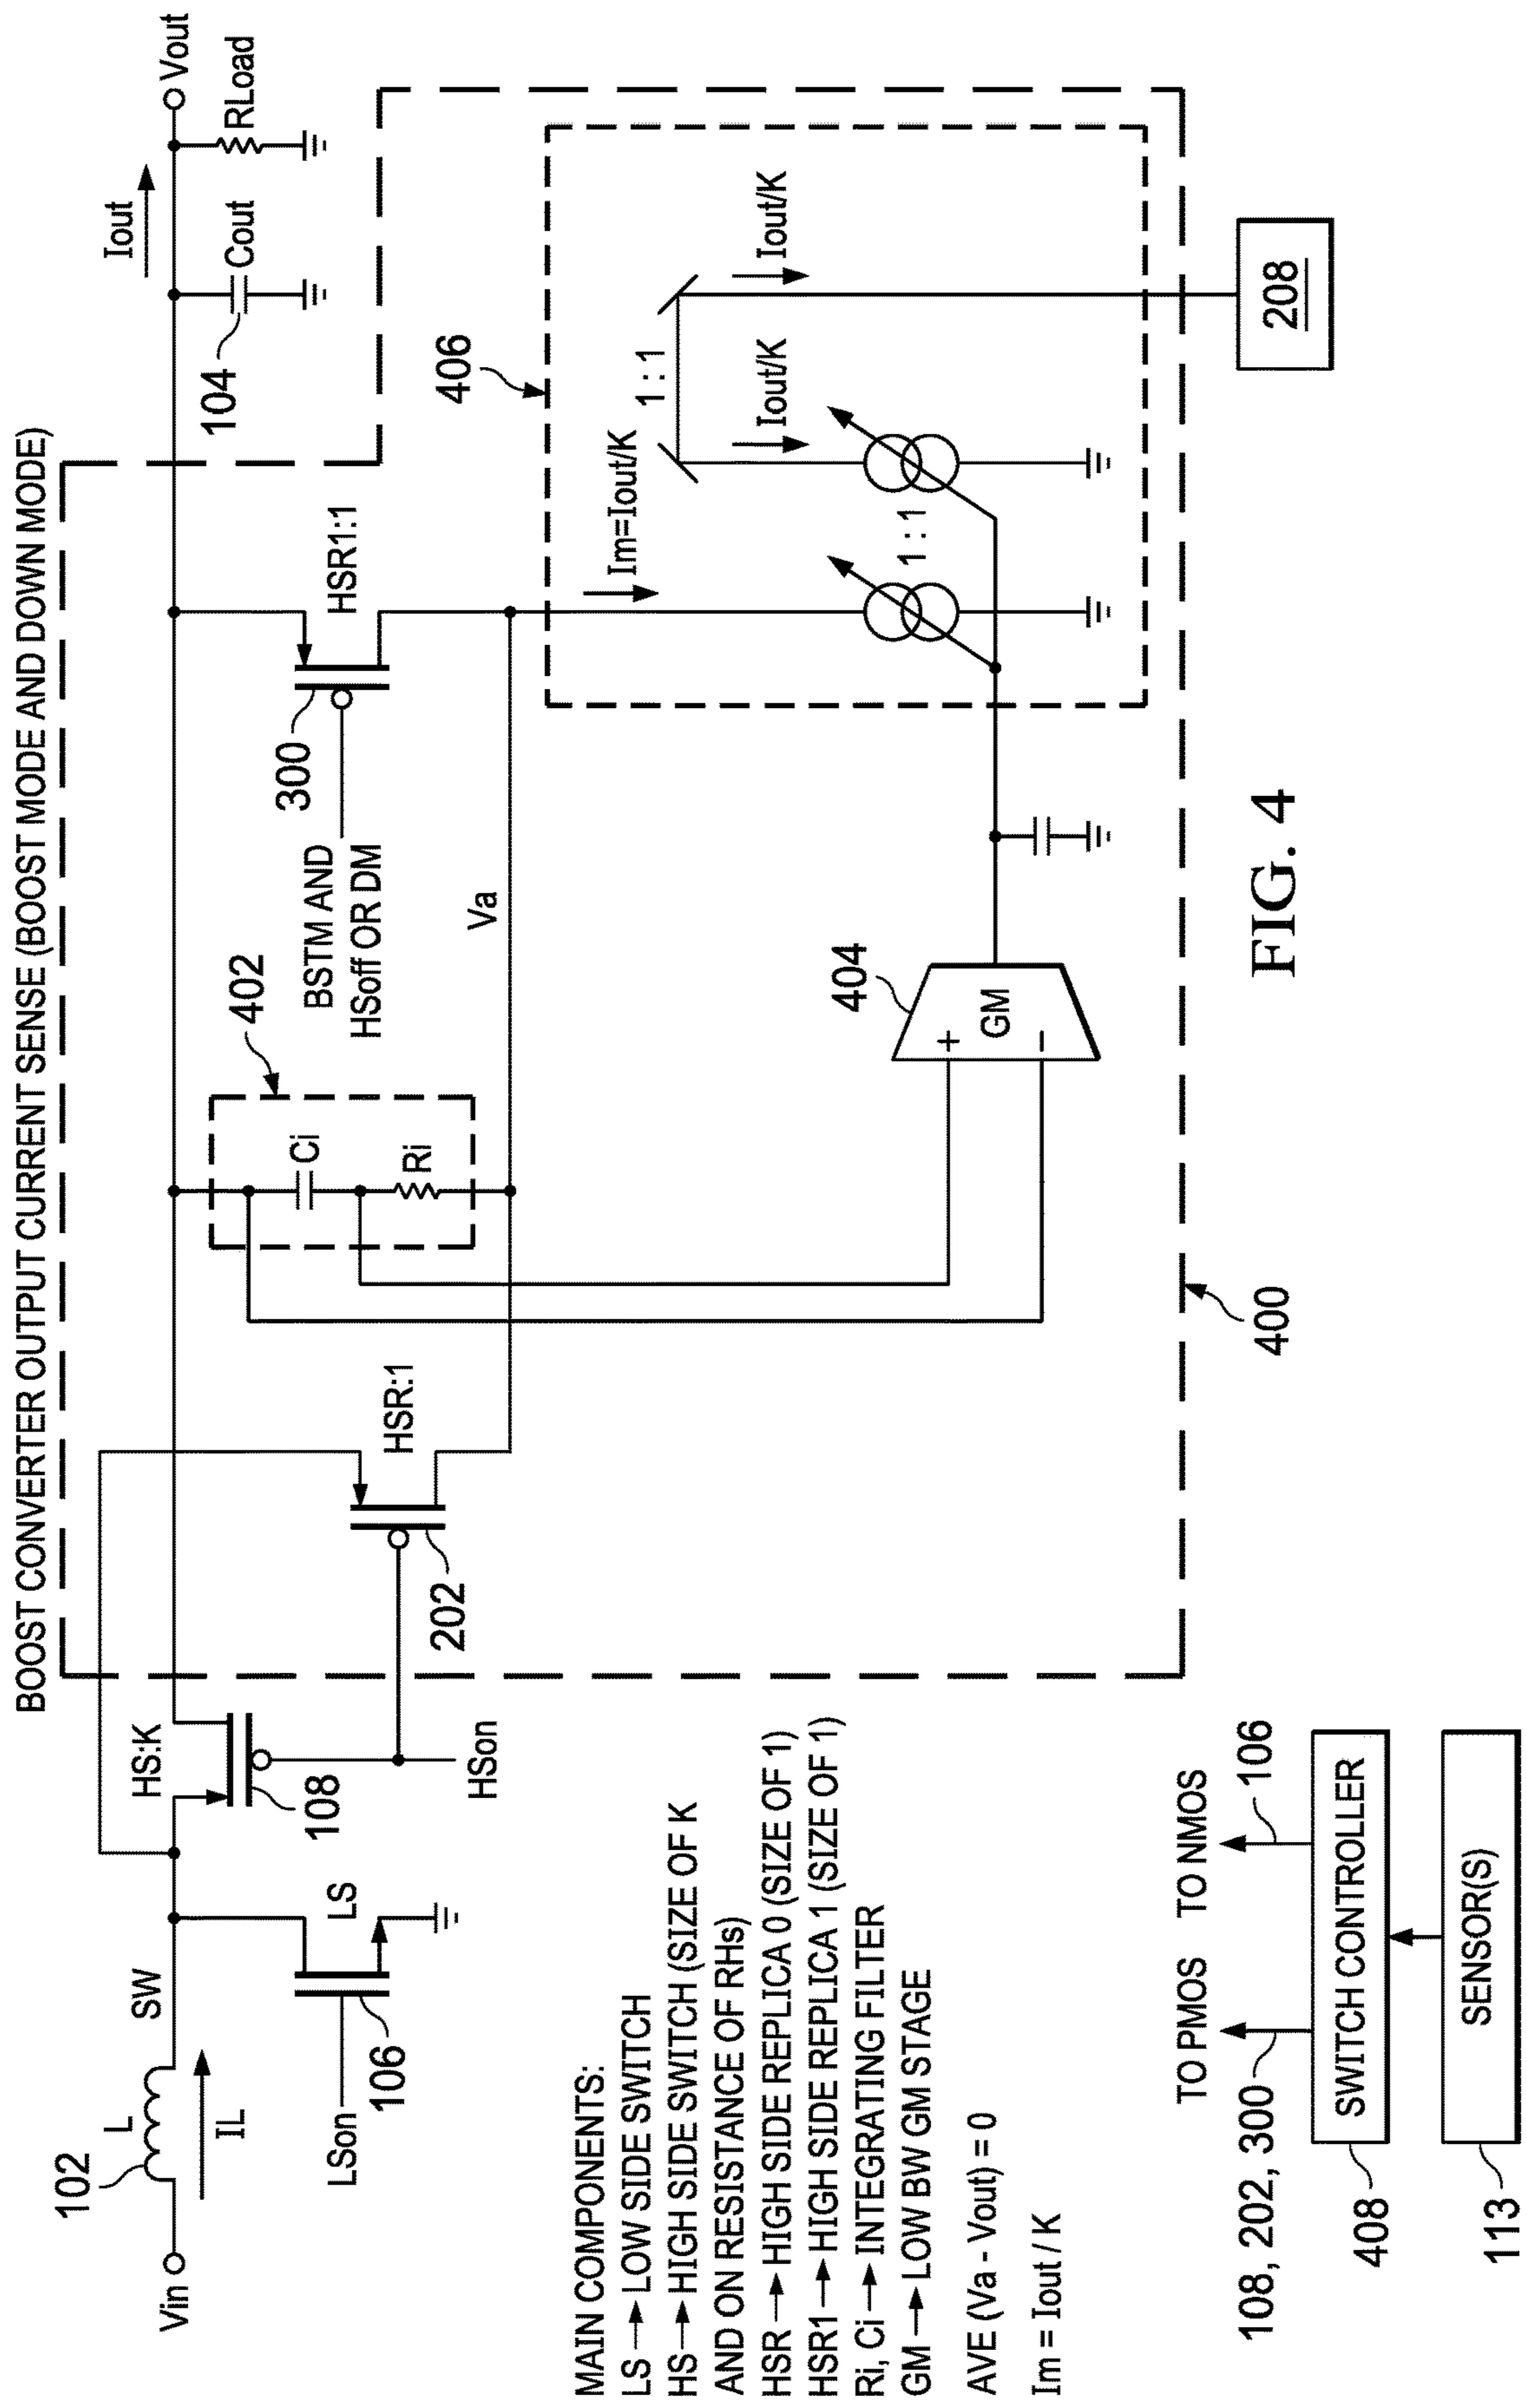 BOOST CONVERTER OUTPUT CURRENT SENSE (BOOST MODE AND DOWN MODE)
Vin
102
L
IL
SW
LSon
106
LS
HS:K
108
HSon
202
HSR:1
402
Ci
Ri
BSTM AND
HSoff OR DM
300
HSR1:1
Va
Iout
104
Cout
RLoad
Vout
404
+
−
GM
406
Im=Iout/K
1 : 1
Iout/K
1 : 1
Iout/K
208
400
MAIN COMPONENTS:
LS → LOW SIDE SWITCH
HS → HIGH SIDE SWITCH (SIZE OF K
AND ON RESISTANCE OF RHs)
HSR → HIGH SIDE REPLICA 0 (SIZE OF 1)
HSR1 → HIGH SIDE REPLICA 1 (SIZE OF 1)
Ri, Ci → INTEGRATING FILTER
GM → LOW BW GM STAGE
AVE (Va - Vout) = 0
Im = Iout / K
TO PMOS
TO NMOS
108, 202, 300
106
408
SWITCH CONTROLLER
113
SENSOR(S)
FIG. 4